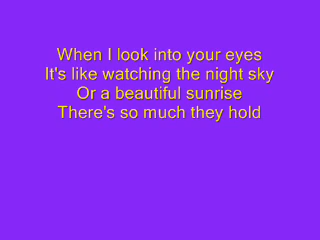 When I look into your eyes
It's like watching the night sky
Or a beautiful sunrise
There's so much they hold